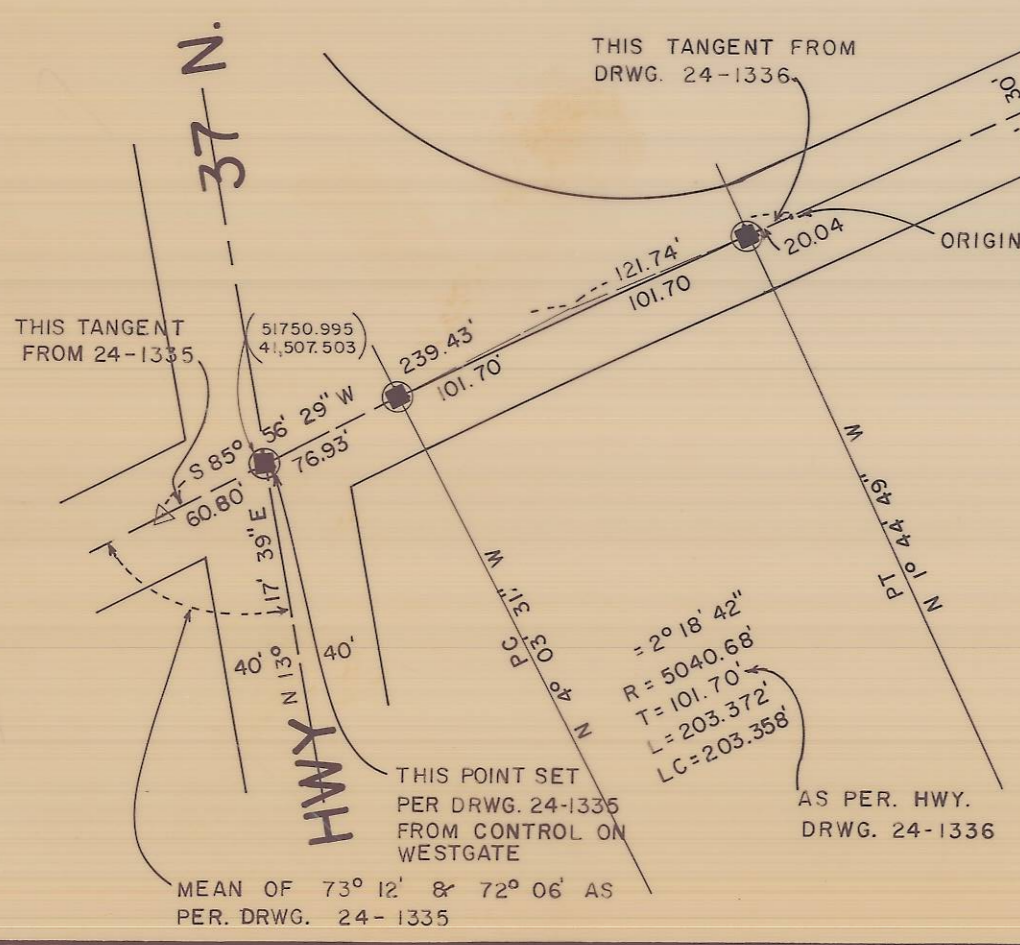 37 N.
THIS TANGENT FROM
DRWG. 24-1336
30'
ORIGIN
20.04
121.74'
101.70
THIS TANGENT
FROM 24-1335
51750.995
41,507.503
239.43'
101.70'
S 85° 56' 29" W
76.93'
60.80'
N 13° 17' 39" E
40'
40'
HWY
PC
N 4° 03' 31" W
PT
N 1° 44' 49" W
= 2° 18' 42"
R = 5040.68'
T = 101.70'
L = 203.372'
LC = 203.358'
AS PER. HWY.
DRWG. 24-1336
THIS POINT SET
PER DRWG. 24-1335
FROM CONTROL ON
WESTGATE
MEAN OF 73° 12' & 72° 06' AS
PER. DRWG. 24-1335